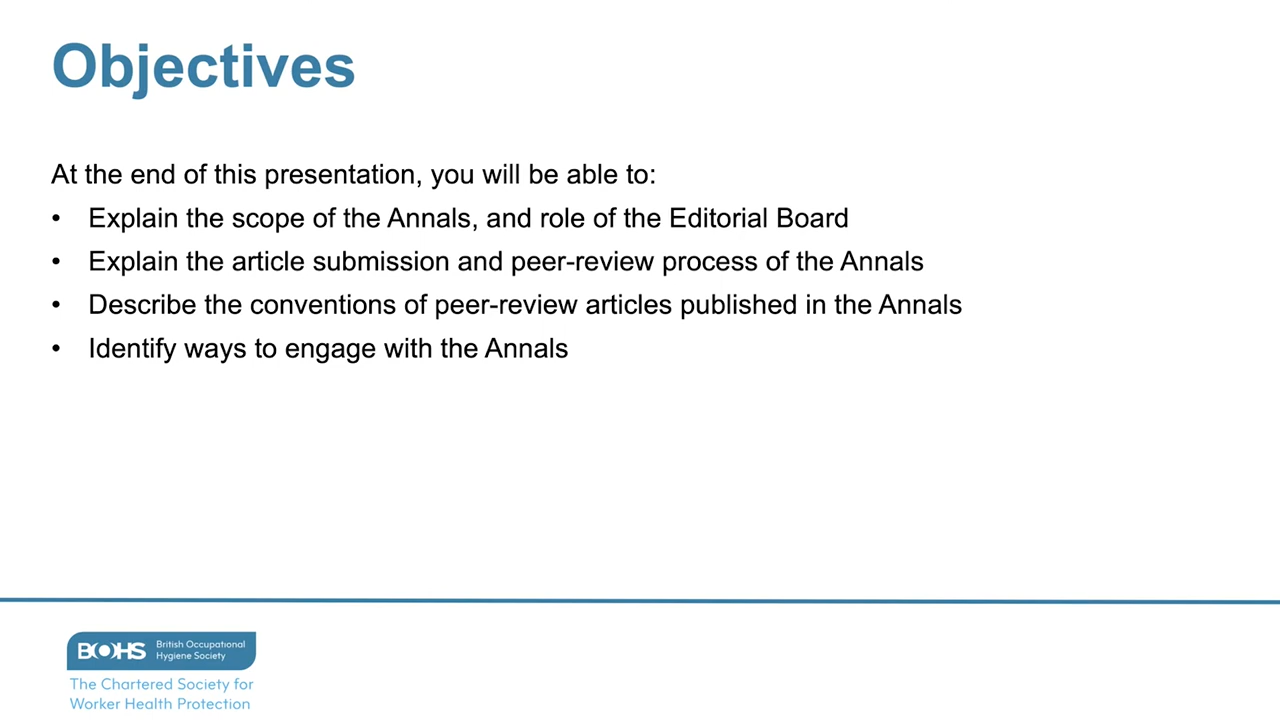 Objectives
At the end of this presentation, you will be able to:
• Explain the scope of the Annals, and role of the Editorial Board
• Explain the article submission and peer-review process of the Annals
• Describe the conventions of peer-review articles published in the Annals
• Identify ways to engage with the Annals
BOHS
British Occupational
Hygiene Society
The Chartered Society for
Worker Health Protection